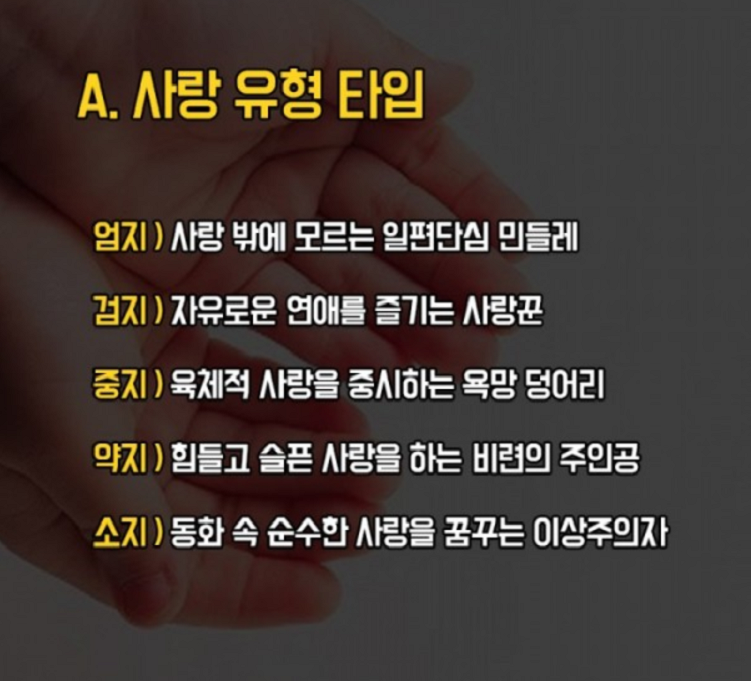 A. 사랑 유형 타입
엄지 ) 사랑 밖에 모르는 일편단심 민들레
검지 ) 자유로운 연애를 즐기는 사랑꾼
중지 ) 육체적 사랑을 중시하는 욕망 덩어리
약지 ) 힘들고 슬픈 사랑을 하는 비련의 주인공
소지 ) 동화 속 순수한 사랑을 꿈꾸는 이상주의자